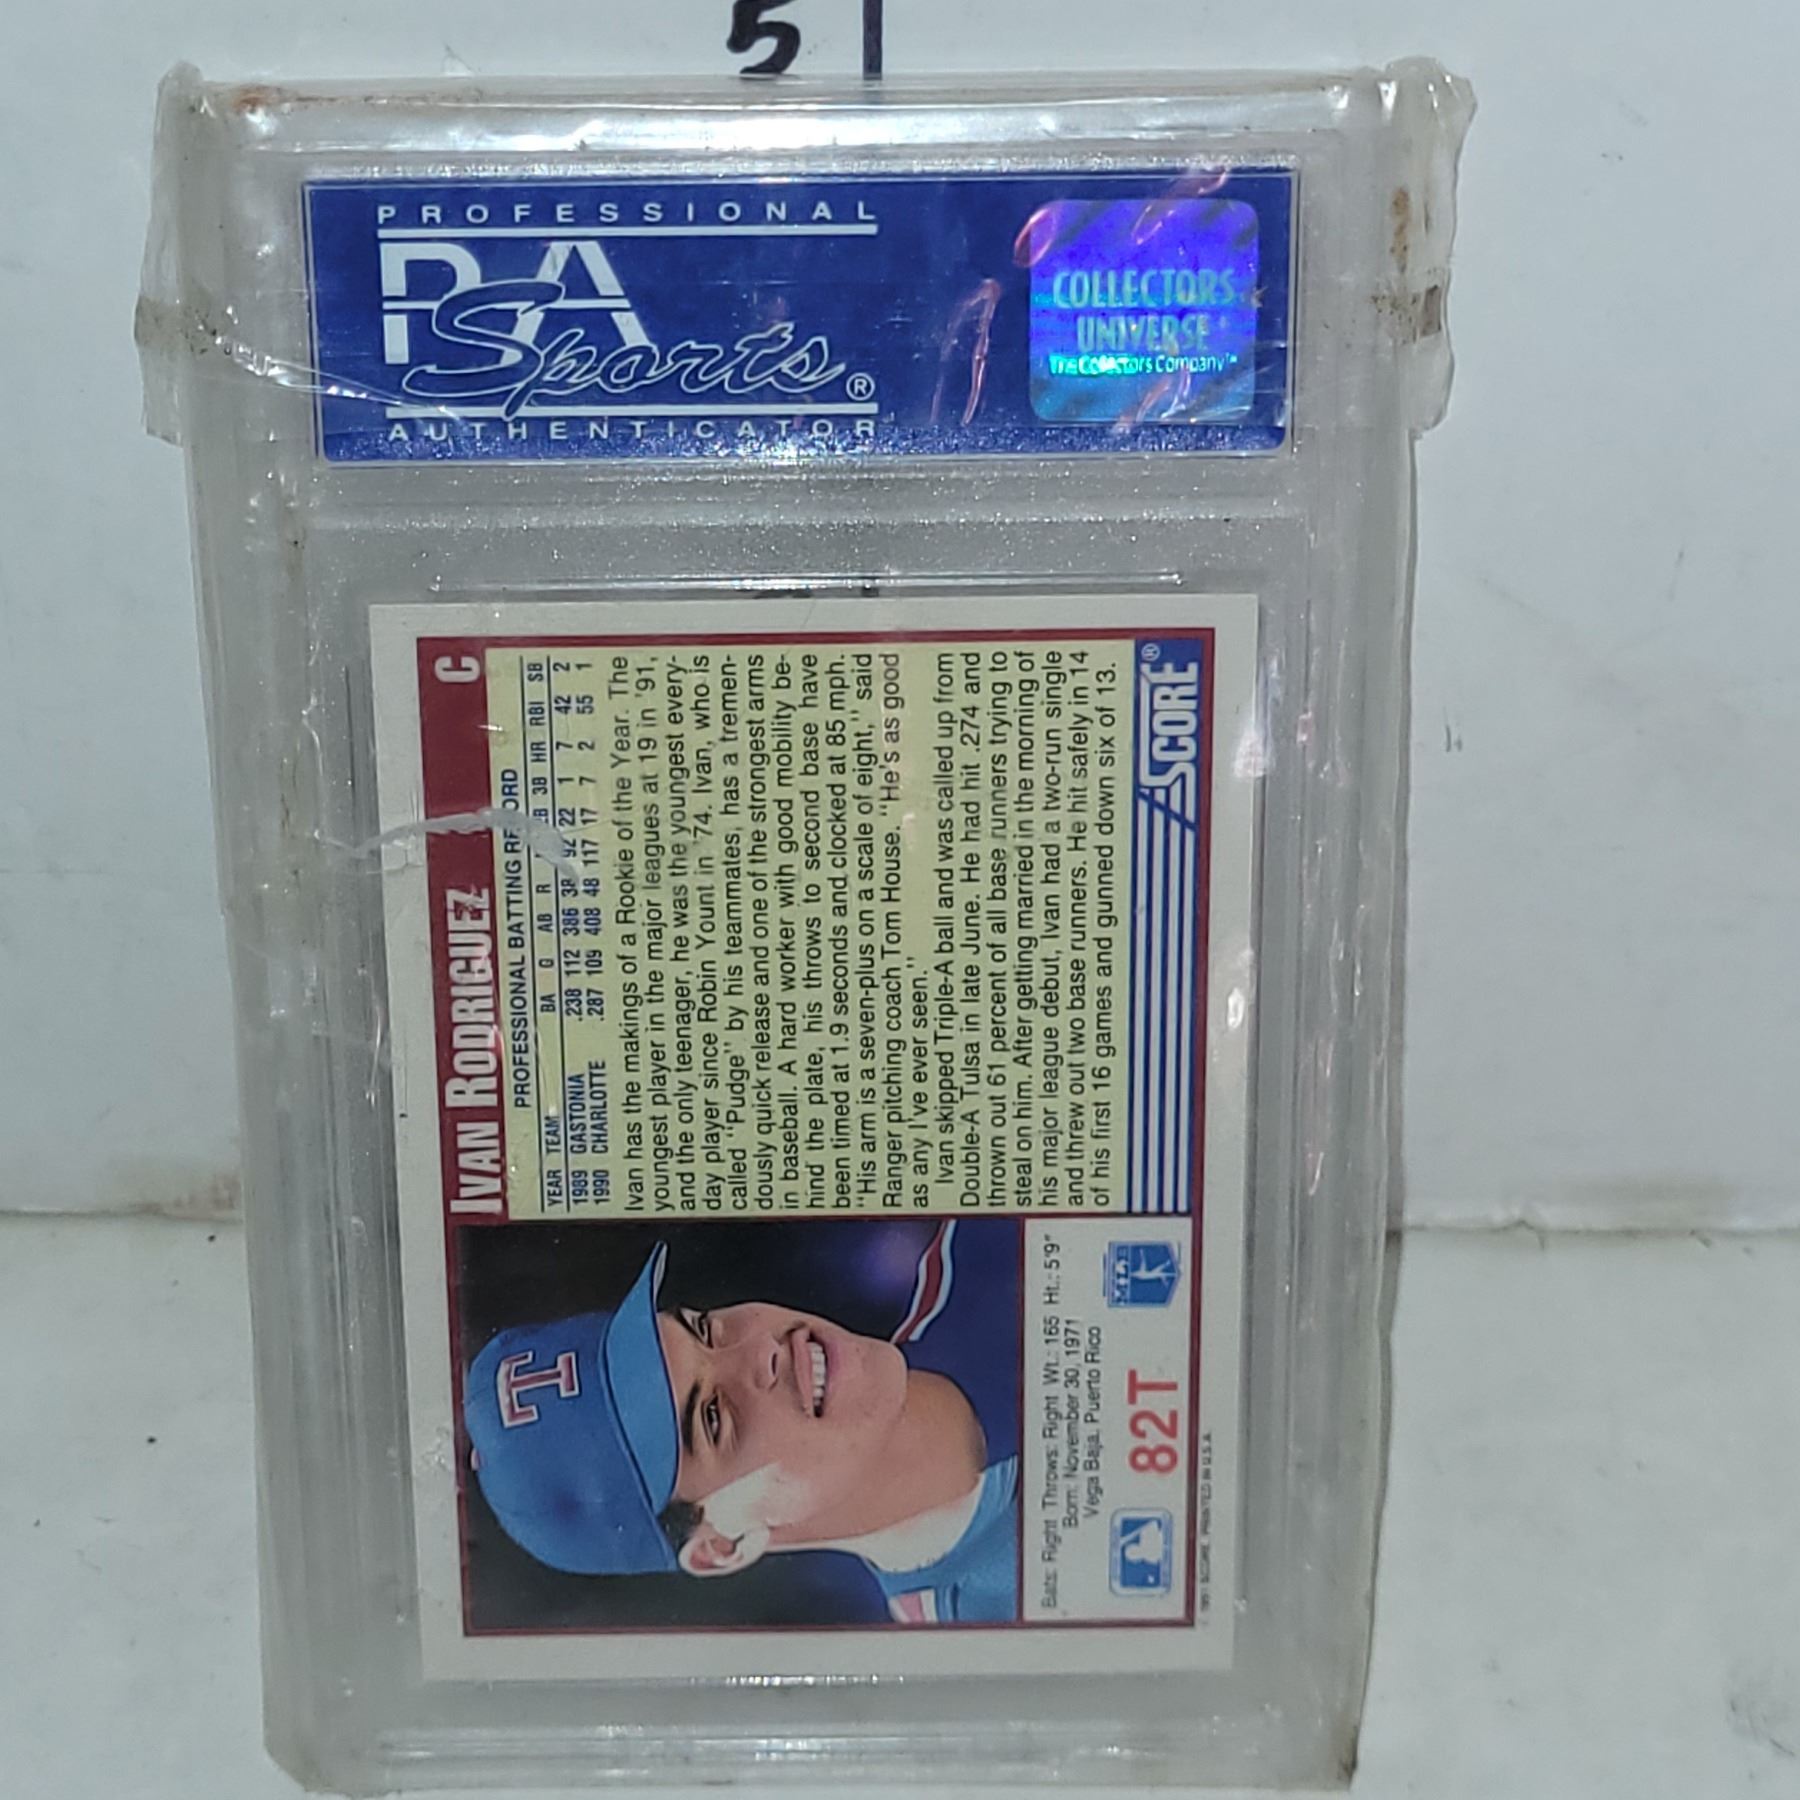 5
PROFESSIONAL
PSA
Sports®
AUTHENTICATOR
COLLECTORS
UNIVERSE
The Collectors Company™
IVAN RODRIGUEZ C
PROFESSIONAL BATTING
YEAR TEAM BA G AB R 3B HR RBI SB
1989 GASTONIA .238 112 386 92 22 1 7 42 2
1990 CHARLOTTE .287 109 408 48 117 17 7 2 55 1
Ivan has the makings of a Rookie of the Year. The
youngest player in the major leagues at 19 in '91,
and the only teenager, he was the youngest every-
day player since Robin Yount in '74. Ivan, who is
called "Pudge" by his teammates, has a tremen-
dously quick release and one of the strongest arms
in baseball. A hard worker with good mobility be-
hind the plate, his throws to second base have
been timed at 1.9 seconds and clocked at 85 mph.
"His arm is a seven-plus on a scale of eight," said
Ranger pitching coach Tom House. "He's as good
as any I've ever seen."
Ivan skipped Triple-A ball and was called up from
Double-A Tulsa in late June. He had hit .274 and
thrown out 61 percent of all base runners trying to
steal on him. After getting married in the morning of
his major league debut, Ivan had a two-run single
and threw out two base runners. He hit safely in 14
of his first 16 games and gunned down six of 13.
SCORE®
T
Bats: Right Throws: Right Wt.: 165 Ht.: 5'9"
Born: November 30, 1971
Vega Baja, Puerto Rico
82T
© 1991 SCORE, PRINTED IN U.S.A.